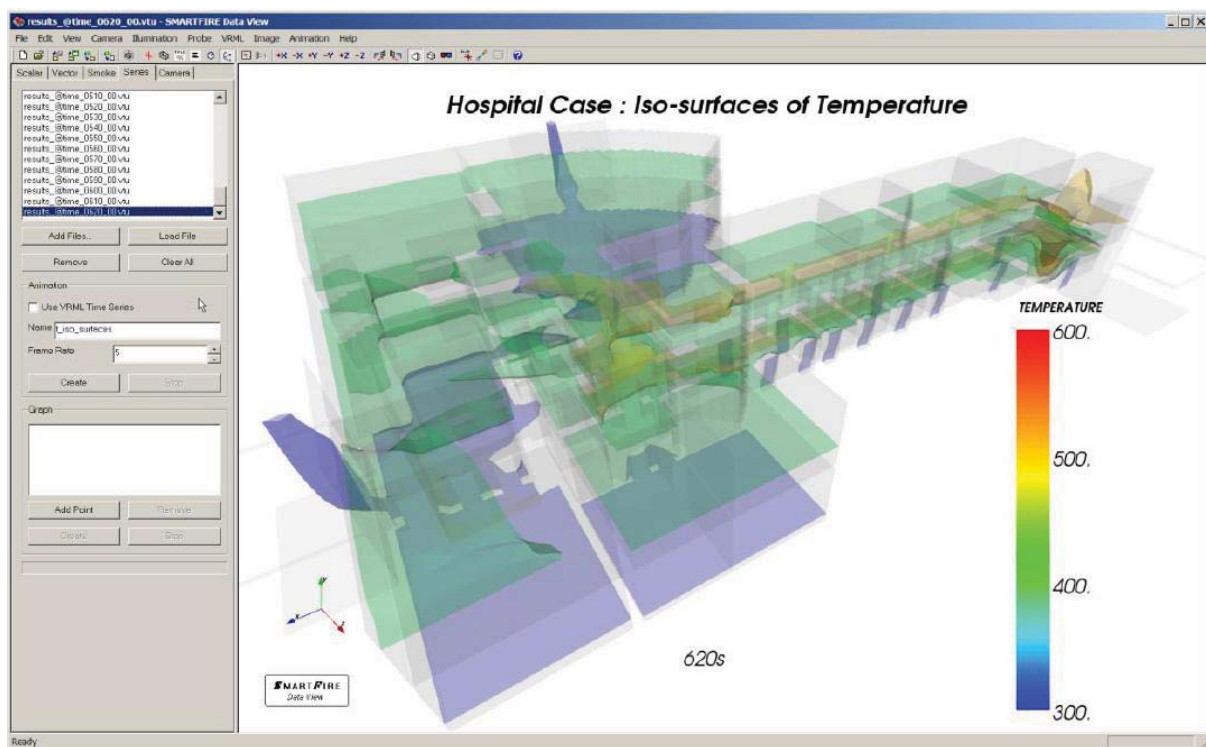 results_@time_0620_00.vtu - SMARTFIRE Data View
File Edit View Camera Illumination Probe VRML Image Animation Help
+X -X +Y -Y +Z -Z
Scalar Vector Smoke Series Camera
results_@time_0510_00.vtu
results_@time_0520_00.vtu
results_@time_0530_00.vtu
results_@time_0540_00.vtu
results_@time_0550_00.vtu
results_@time_0560_00.vtu
results_@time_0570_00.vtu
results_@time_0580_00.vtu
results_@time_0590_00.vtu
results_@time_0600_00.vtu
results_@time_0610_00.vtu
results_@time_0620_00.vtu
Add Files... Load File
Remove Clear All
Animation
Use VRML Time Series
Name t_iso_surfaces
Frame Rate 5
Create Stop
Graph
Add Point Remove
Create Stop
Ready
Hospital Case : Iso-surfaces of Temperature
TEMPERATURE
600.
500.
400.
300.
620s
Y
X
Z
SMARTFIRE
Data View